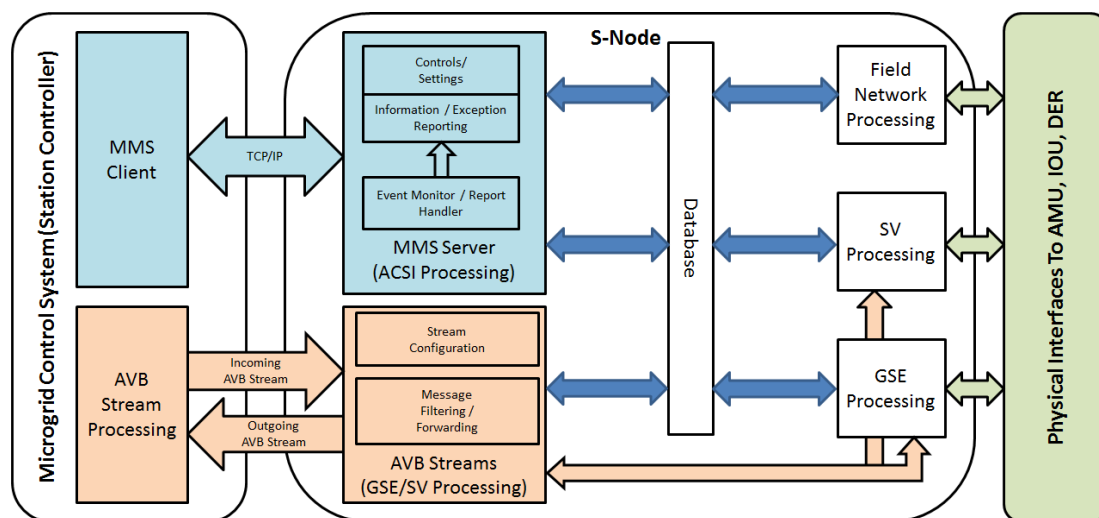 Microgrid Control System (Station Controller)
MMS
Client
AVB
Stream
Processing
TCP/IP
Incoming
AVB Stream
Outgoing
AVB Stream
S-Node
Controls/
Settings
Information / Exception
Reporting
Event Monitor / Report
Handler
MMS Server
(ACSI Processing)
Stream
Configuration
Message
Filtering /
Forwarding
AVB Streams
(GSE/SV Processing)
Database
Field
Network
Processing
SV
Processing
GSE
Processing
Physical Interfaces To AMU, IOU, DER